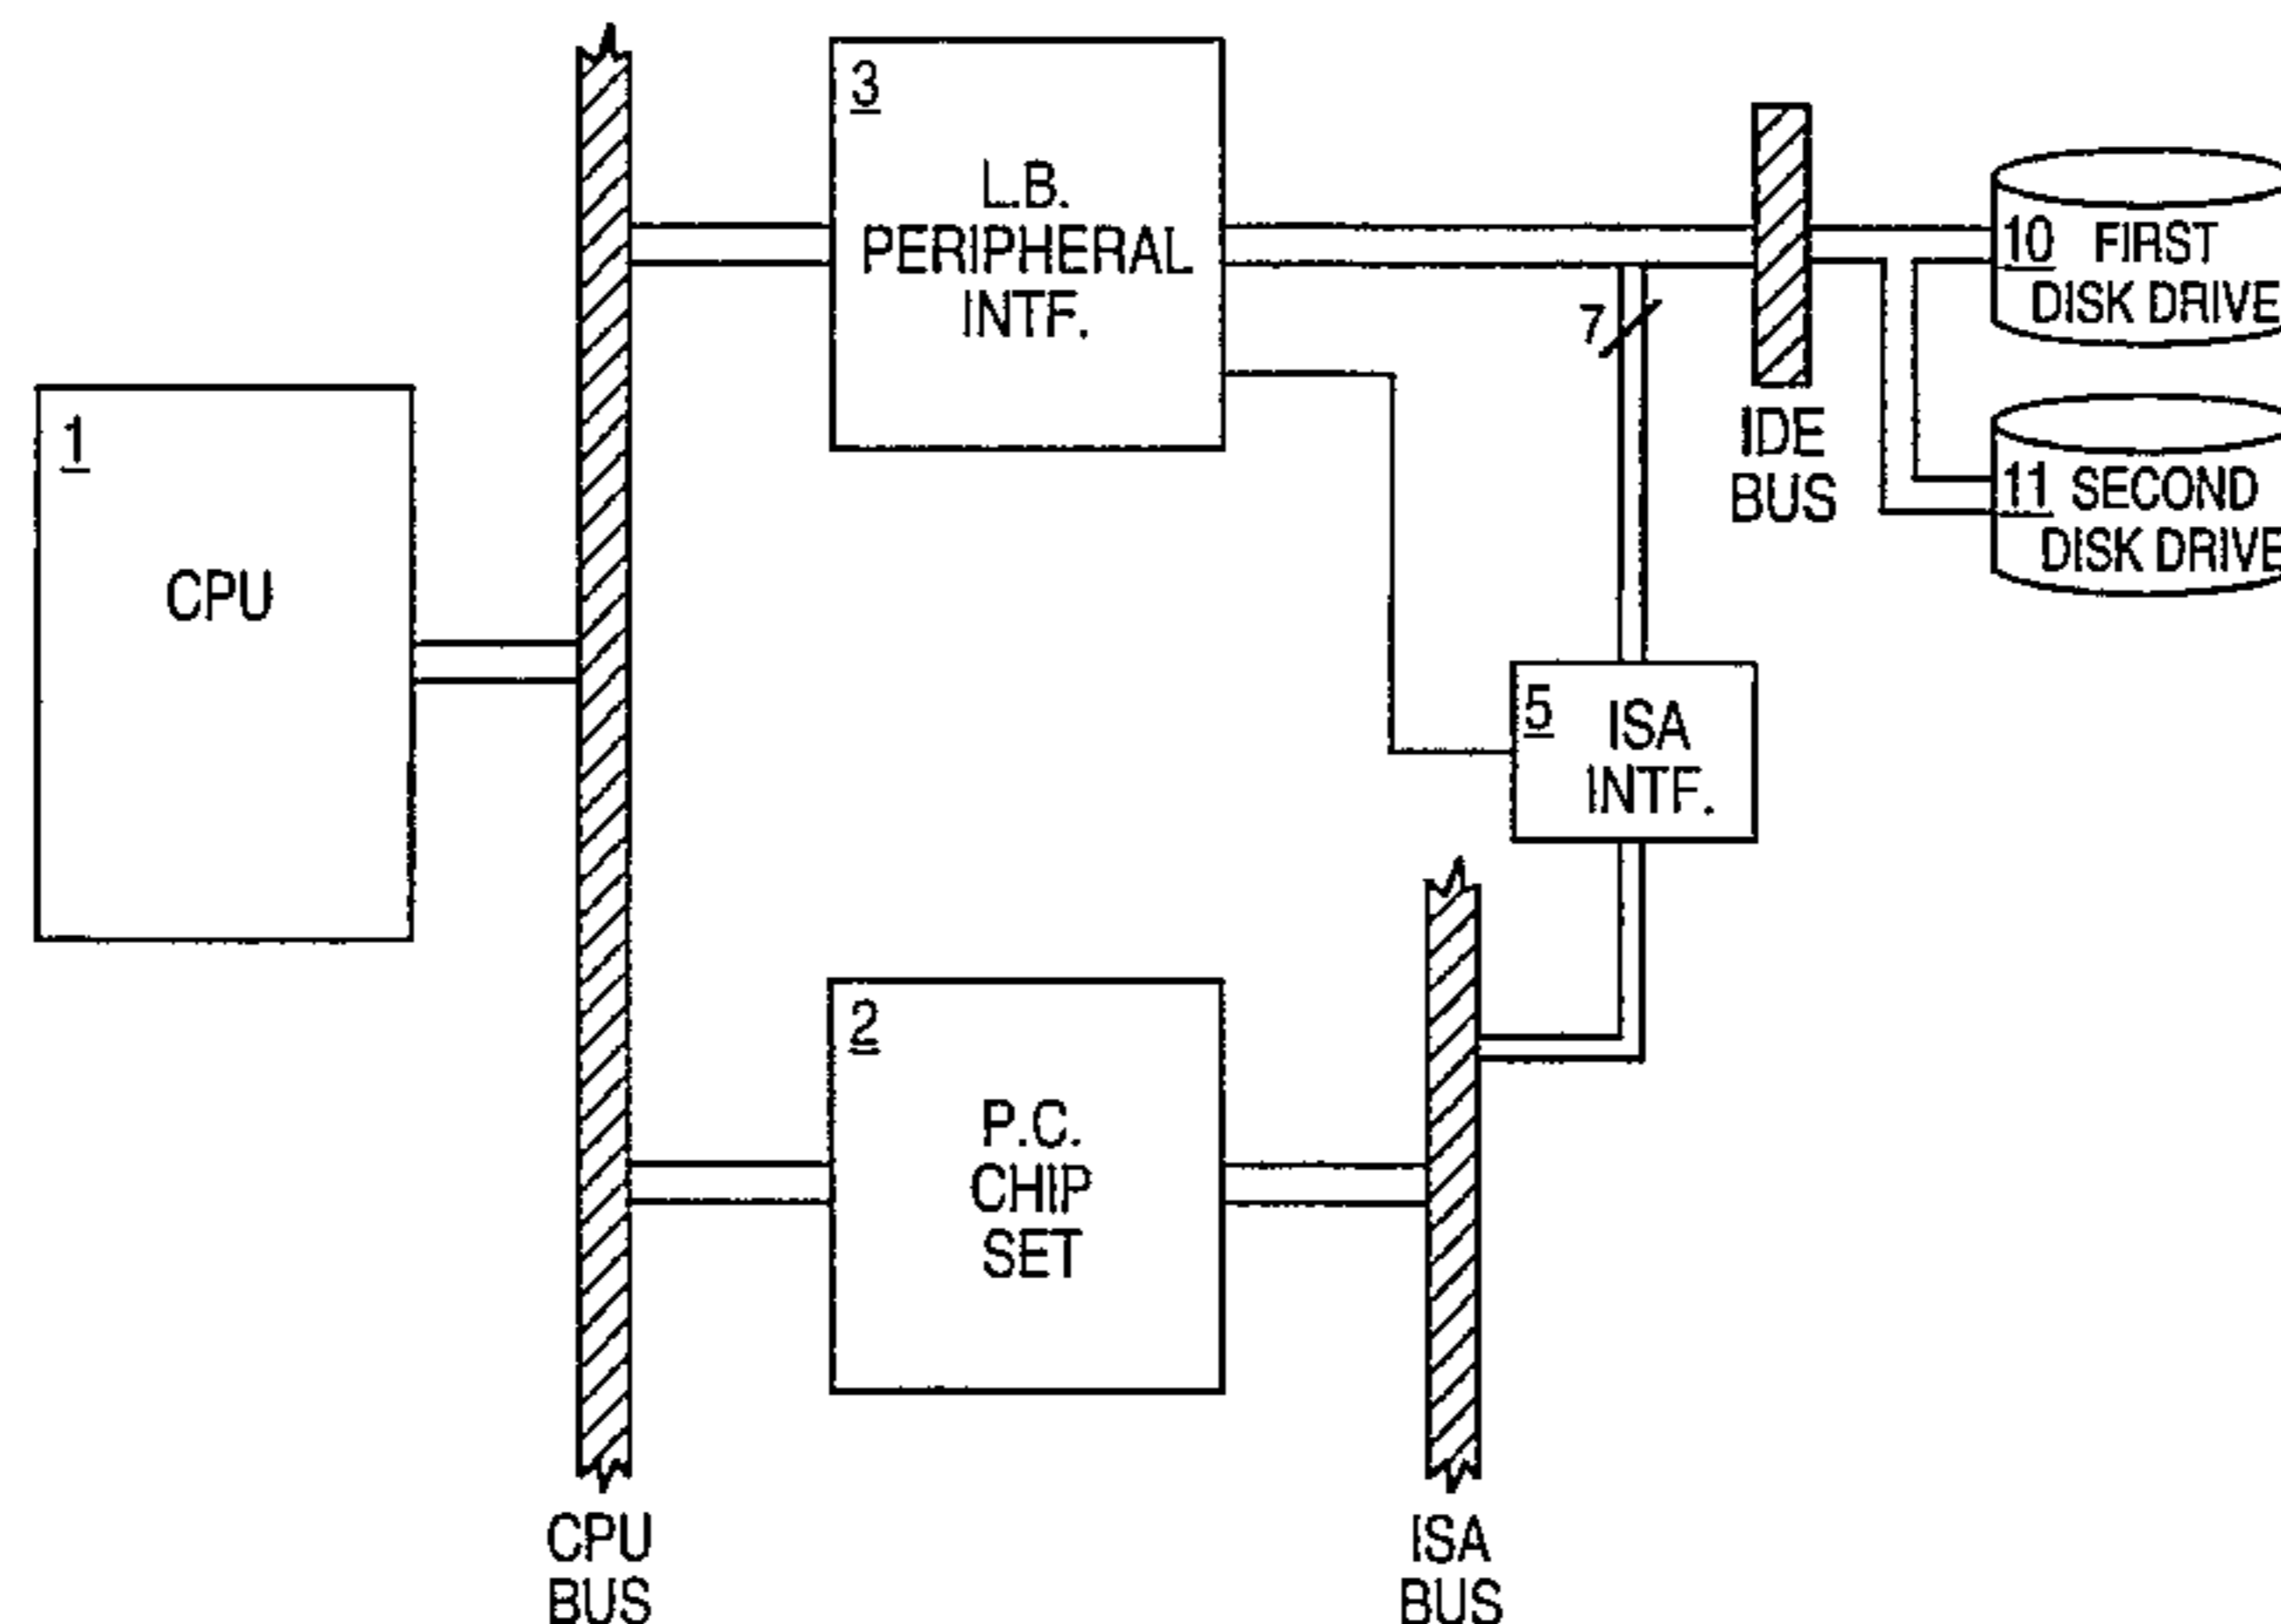 3
L.B.
PERIPHERAL
INTF.
10 FIRST
DISK DRIVE
7
1
CPU
IDE
BUS
11 SECOND
DISK DRIVE
5 ISA
INTF.
2
P.C.
CHIP
SET
CPU
BUS
ISA
BUS